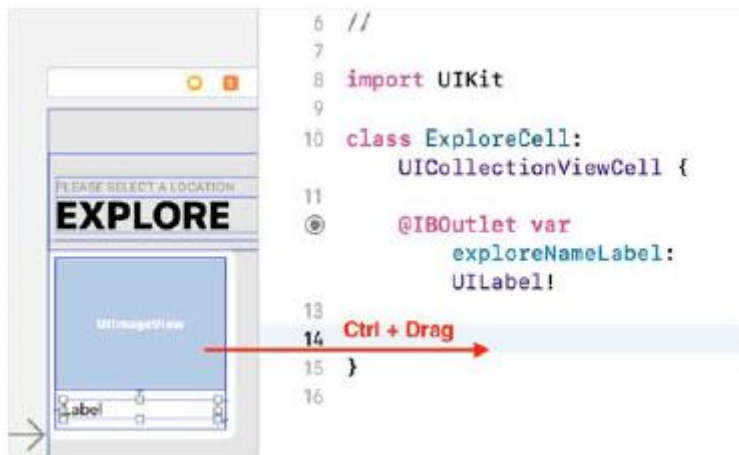 PLEASE SELECT A LOCATION
EXPLORE
UIImageView
Label
6 //
7
8 import UIKit
9
10 class ExploreCell:
UICollectionViewCell {
11
@IBOutlet var
exploreNameLabel:
UILabel!
13
14 Ctrl + Drag
15 }
16